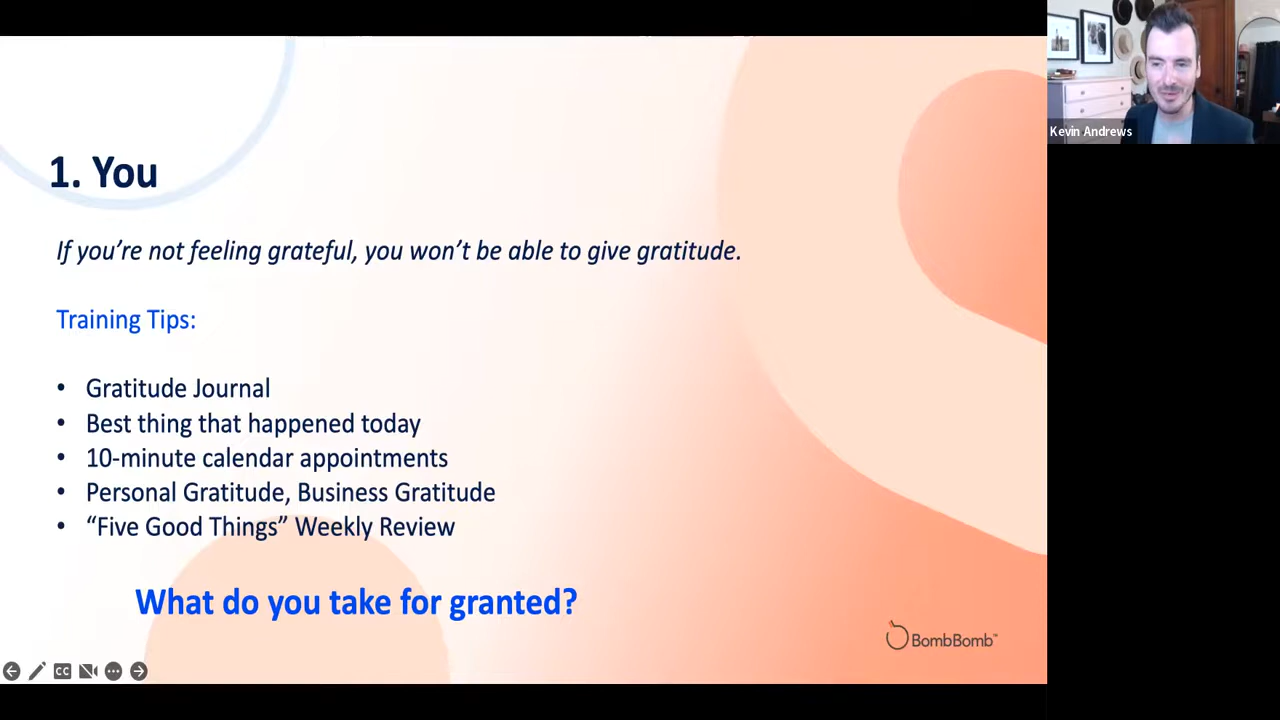 1. You
If you’re not feeling grateful, you won’t be able to give gratitude.
Training Tips:
• Gratitude Journal
• Best thing that happened today
• 10-minute calendar appointments
• Personal Gratitude, Business Gratitude
• “Five Good Things” Weekly Review
What do you take for granted?
BombBomb™
CC
Kevin Andrews